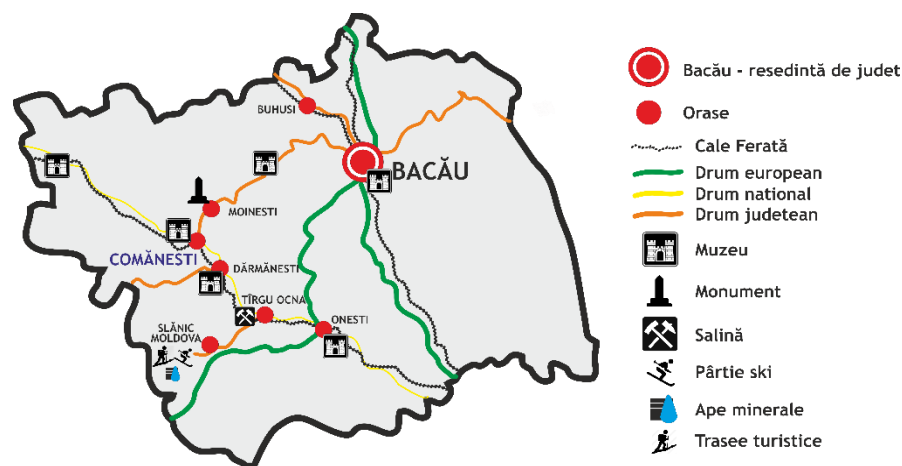 BUHUSI
BACĂU
MOINESTI
COMĂNESTI
DĂRMĂNESTI
TÎRGU OCNA
SLĂNIC
MOLDOVA
ONESTI
Bacău - resedintă de judet
Orase
Cale Ferată
Drum european
Drum national
Drum judetean
Muzeu
Monument
Salină
Pârtie ski
Ape minerale
Trasee turistice